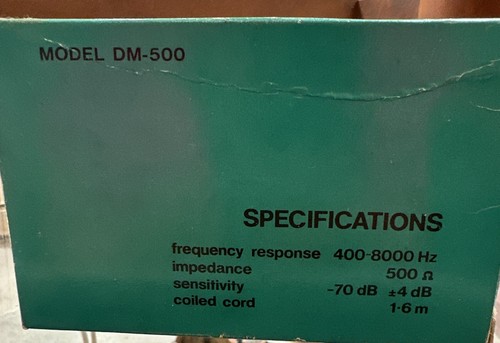 MODEL DM-500
SPECIFICATIONS
frequency response 400-8000 Hz
impedance 500 Ω
sensitivity -70 dB ±4 dB
coiled cord 1·6 m